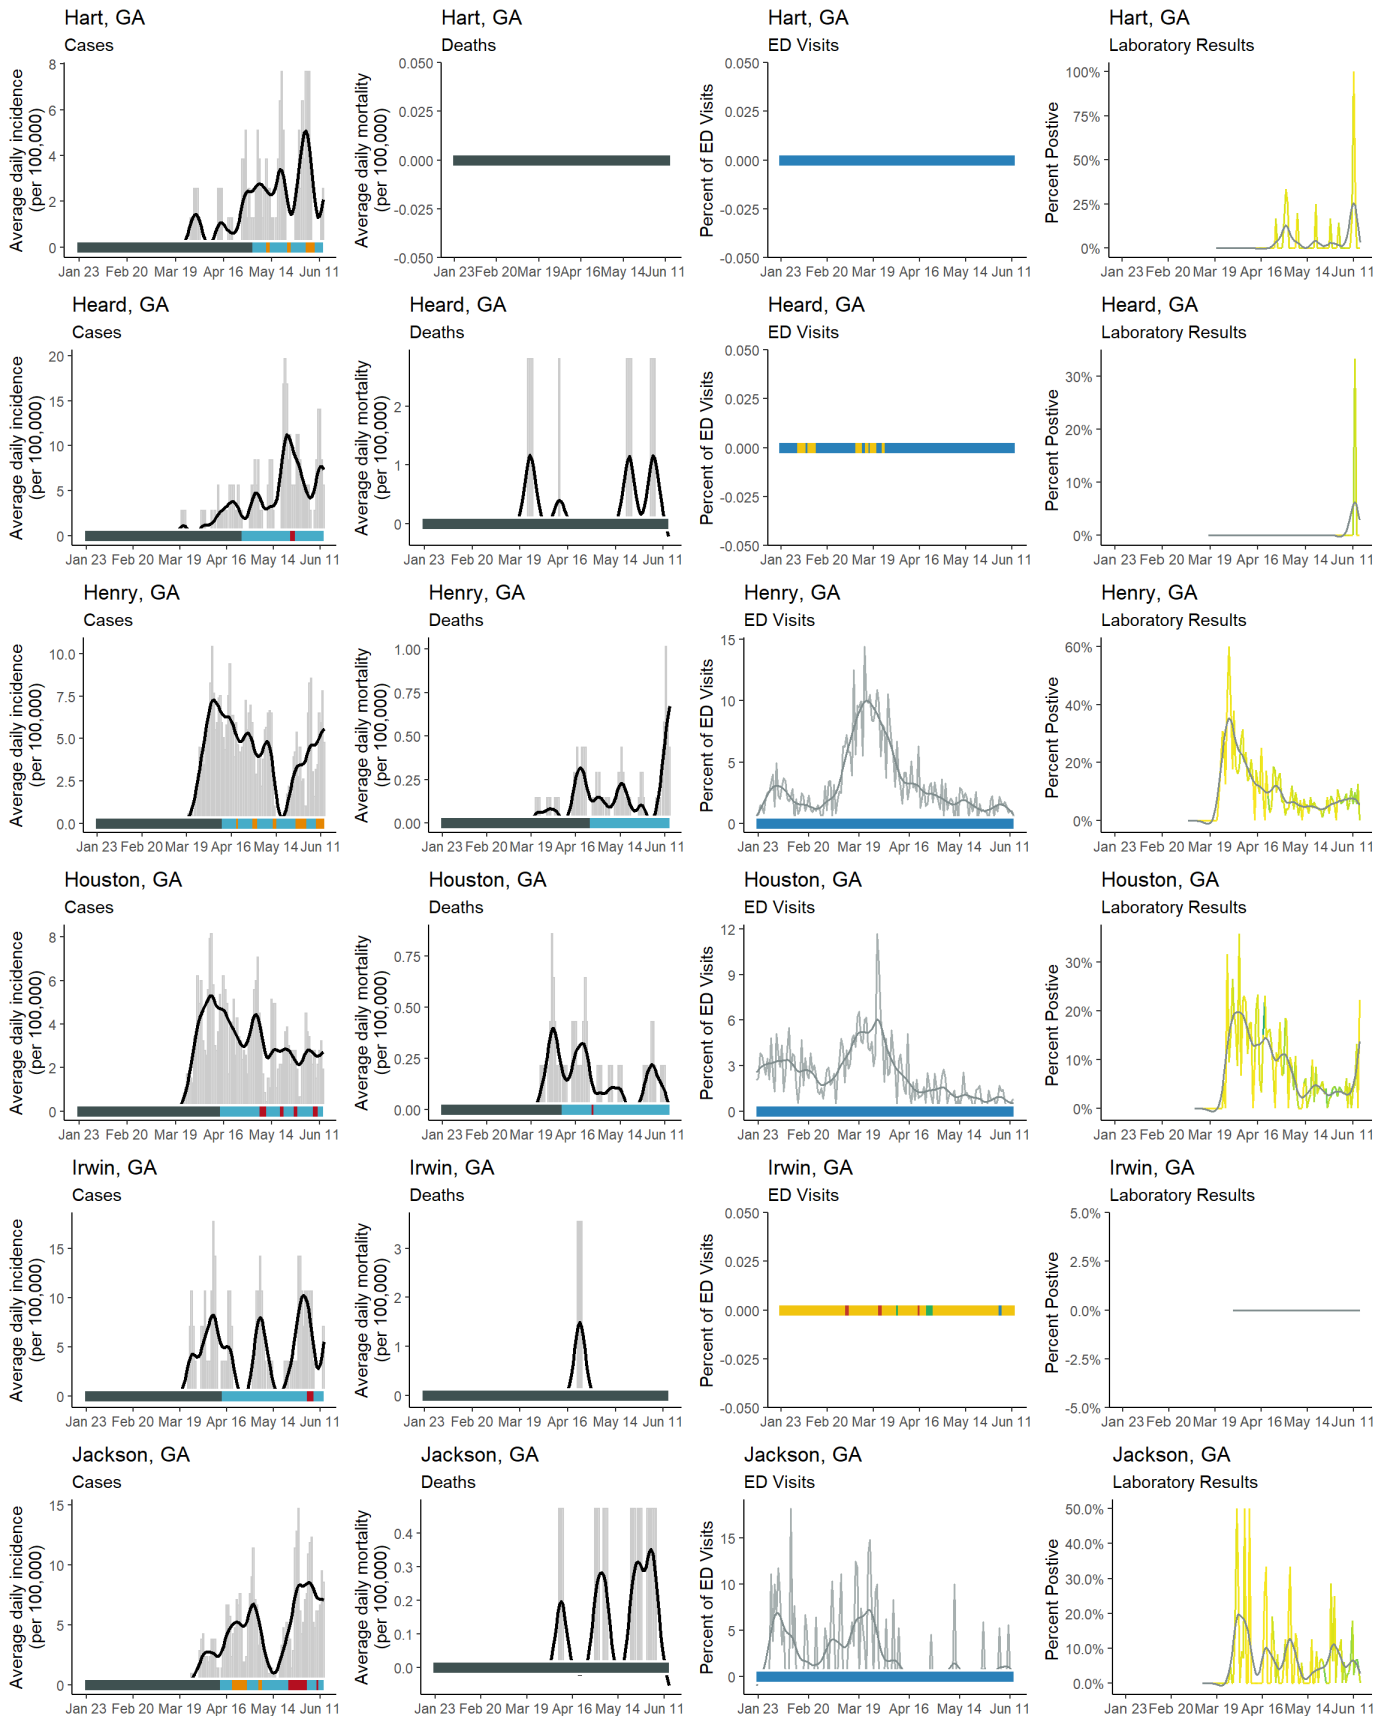 Hart, GA
Cases
Average daily incidence
(per 100,000)
8
6
4
2
0
Jan 23 Feb 20 Mar 19 Apr 16 May 14 Jun 11
Hart, GA
Deaths
Average daily mortality
(per 100,000)
0.050
0.025
0.000
-0.025
-0.050
Jan 23 Feb 20 Mar 19 Apr 16 May 14 Jun 11
Hart, GA
ED Visits
Percent of ED Visits
0.050
0.025
0.000
-0.025
-0.050
Jan 23 Feb 20 Mar 19 Apr 16 May 14 Jun 11
Hart, GA
Laboratory Results
Percent Postive
100%
75%
50%
25%
0%
Jan 23 Feb 20 Mar 19 Apr 16 May 14 Jun 11
Heard, GA
Cases
Average daily incidence
(per 100,000)
20
15
10
5
0
Jan 23 Feb 20 Mar 19 Apr 16 May 14 Jun 11
Heard, GA
Deaths
Average daily mortality
(per 100,000)
2
1
0
Jan 23 Feb 20 Mar 19 Apr 16 May 14 Jun 11
Heard, GA
ED Visits
Percent of ED Visits
0.050
0.025
0.000
-0.025
-0.050
Jan 23 Feb 20 Mar 19 Apr 16 May 14 Jun 11
Heard, GA
Laboratory Results
Percent Postive
30%
20%
10%
0%
Jan 23 Feb 20 Mar 19 Apr 16 May 14 Jun 11
Henry, GA
Cases
Average daily incidence
(per 100,000)
10.0
7.5
5.0
2.5
0.0
Jan 23 Feb 20 Mar 19 Apr 16 May 14 Jun 11
Henry, GA
Deaths
Average daily mortality
(per 100,000)
1.00
0.75
0.50
0.25
0.00
Jan 23 Feb 20 Mar 19 Apr 16 May 14 Jun 11
Henry, GA
ED Visits
Percent of ED Visits
15
10
5
0
Jan 23 Feb 20 Mar 19 Apr 16 May 14 Jun 11
Henry, GA
Laboratory Results
Percent Postive
60%
40%
20%
0%
Jan 23 Feb 20 Mar 19 Apr 16 May 14 Jun 11
Houston, GA
Cases
Average daily incidence
(per 100,000)
8
6
4
2
0
Jan 23 Feb 20 Mar 19 Apr 16 May 14 Jun 11
Houston, GA
Deaths
Average daily mortality
(per 100,000)
0.75
0.50
0.25
0.00
Jan 23 Feb 20 Mar 19 Apr 16 May 14 Jun 11
Houston, GA
ED Visits
Percent of ED Visits
12
9
6
3
0
Jan 23 Feb 20 Mar 19 Apr 16 May 14 Jun 11
Houston, GA
Laboratory Results
Percent Postive
30%
20%
10%
0%
Jan 23 Feb 20 Mar 19 Apr 16 May 14 Jun 11
Irwin, GA
Cases
Average daily incidence
(per 100,000)
15
10
5
0
Jan 23 Feb 20 Mar 19 Apr 16 May 14 Jun 11
Irwin, GA
Deaths
Average daily mortality
(per 100,000)
3
2
1
0
Jan 23 Feb 20 Mar 19 Apr 16 May 14 Jun 11
Irwin, GA
ED Visits
Percent of ED Visits
0.050
0.025
0.000
-0.025
-0.050
Jan 23 Feb 20 Mar 19 Apr 16 May 14 Jun 11
Irwin, GA
Laboratory Results
Percent Postive
5.0%
2.5%
0.0%
-2.5%
-5.0%
Jan 23 Feb 20 Mar 19 Apr 16 May 14 Jun 11
Jackson, GA
Cases
Average daily incidence
(per 100,000)
15
10
5
0
Jan 23 Feb 20 Mar 19 Apr 16 May 14 Jun 11
Jackson, GA
Deaths
Average daily mortality
(per 100,000)
0.4
0.3
0.2
0.1
0.0
Jan 23 Feb 20 Mar 19 Apr 16 May 14 Jun 11
Jackson, GA
ED Visits
Percent of ED Visits
15
10
5
0
Jan 23 Feb 20 Mar 19 Apr 16 May 14 Jun 11
Jackson, GA
Laboratory Results
Percent Postive
50.0%
40.0%
30.0%
20.0%
10.0%
0.0%
Jan 23 Feb 20 Mar 19 Apr 16 May 14 Jun 11